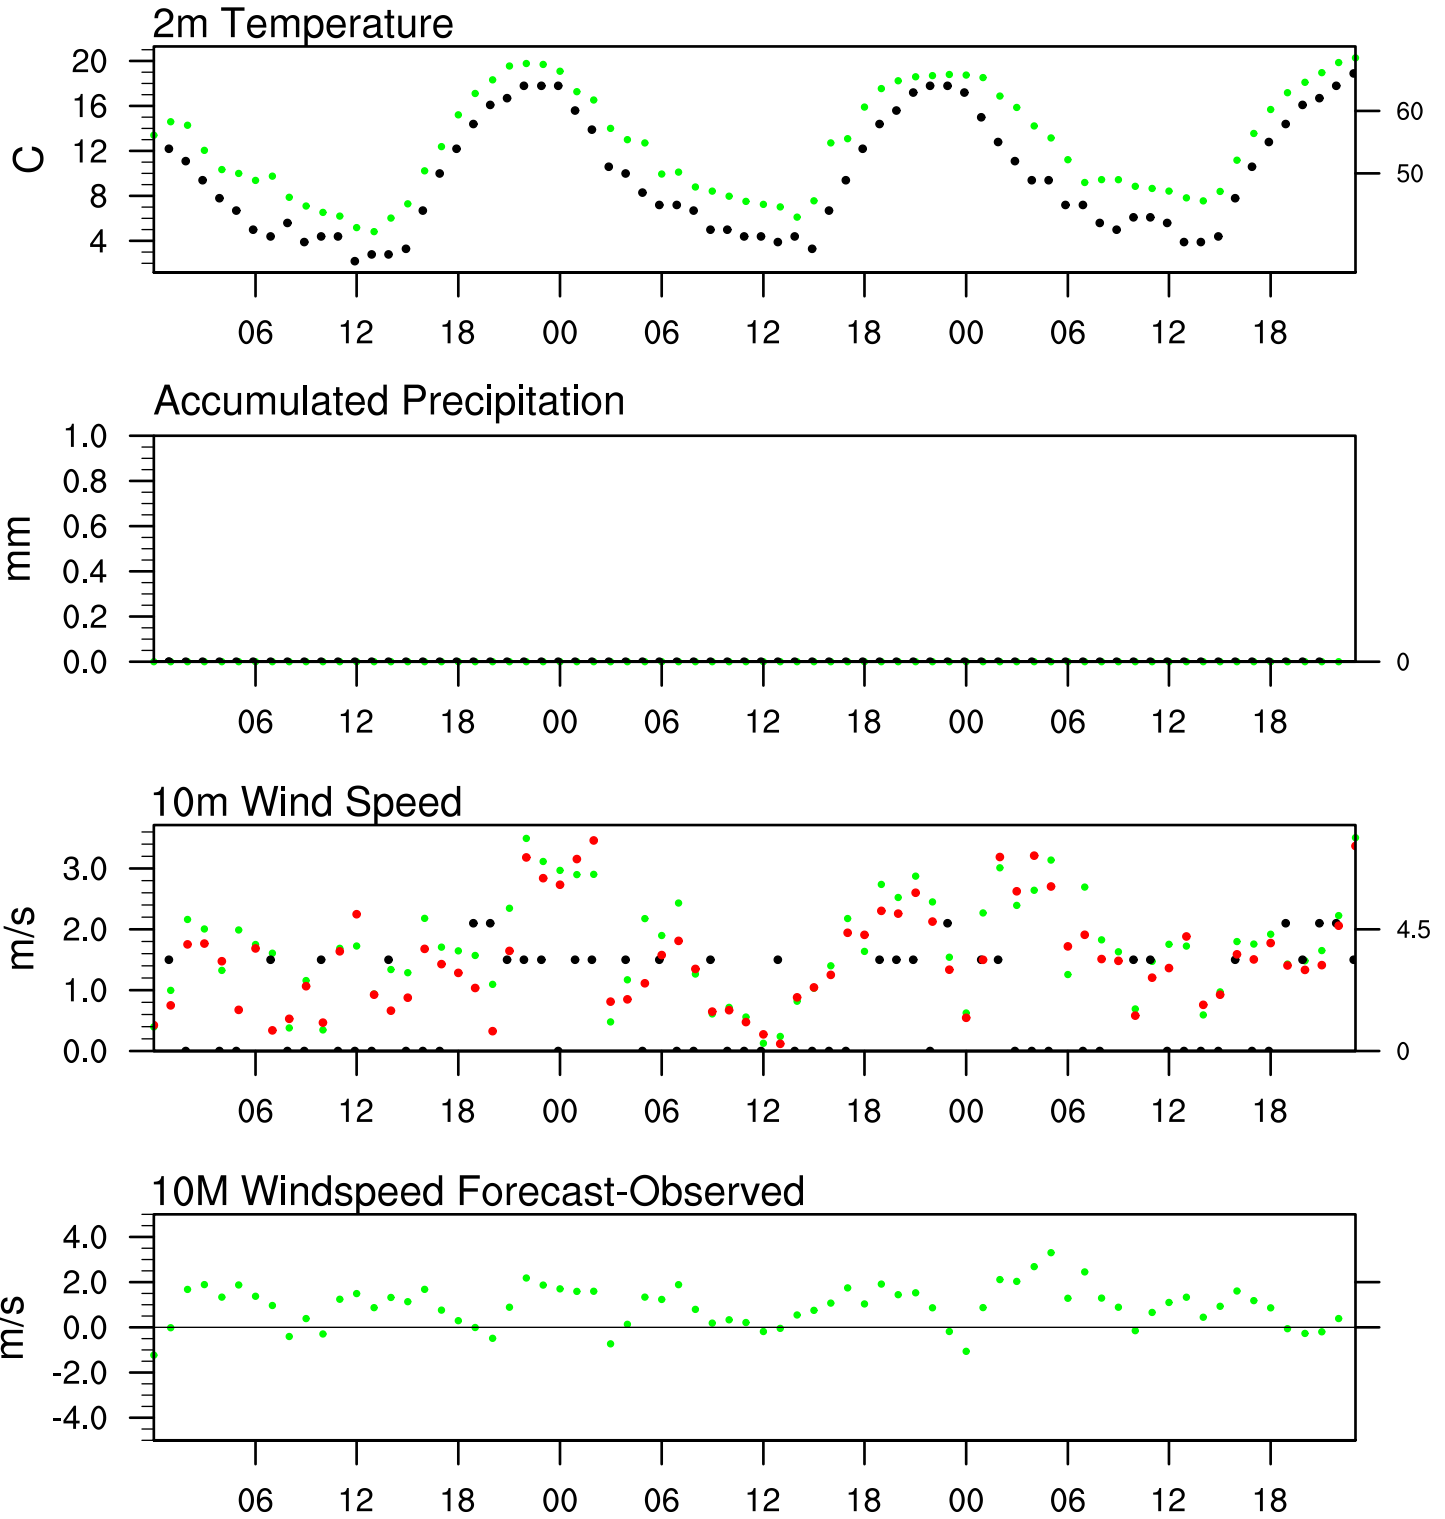 2m Temperature
20
16
12
8
4
C
60
50
06 12 18 00 06 12 18 00 06 12 18
Accumulated Precipitation
1.0
0.8
0.6
0.4
0.2
0.0
mm
0
06 12 18 00 06 12 18 00 06 12 18
10m Wind Speed
3.0
2.0
1.0
0.0
m/s
4.5
0
06 12 18 00 06 12 18 00 06 12 18
10M Windspeed Forecast-Observed
4.0
2.0
0.0
-2.0
-4.0
m/s
06 12 18 00 06 12 18 00 06 12 18